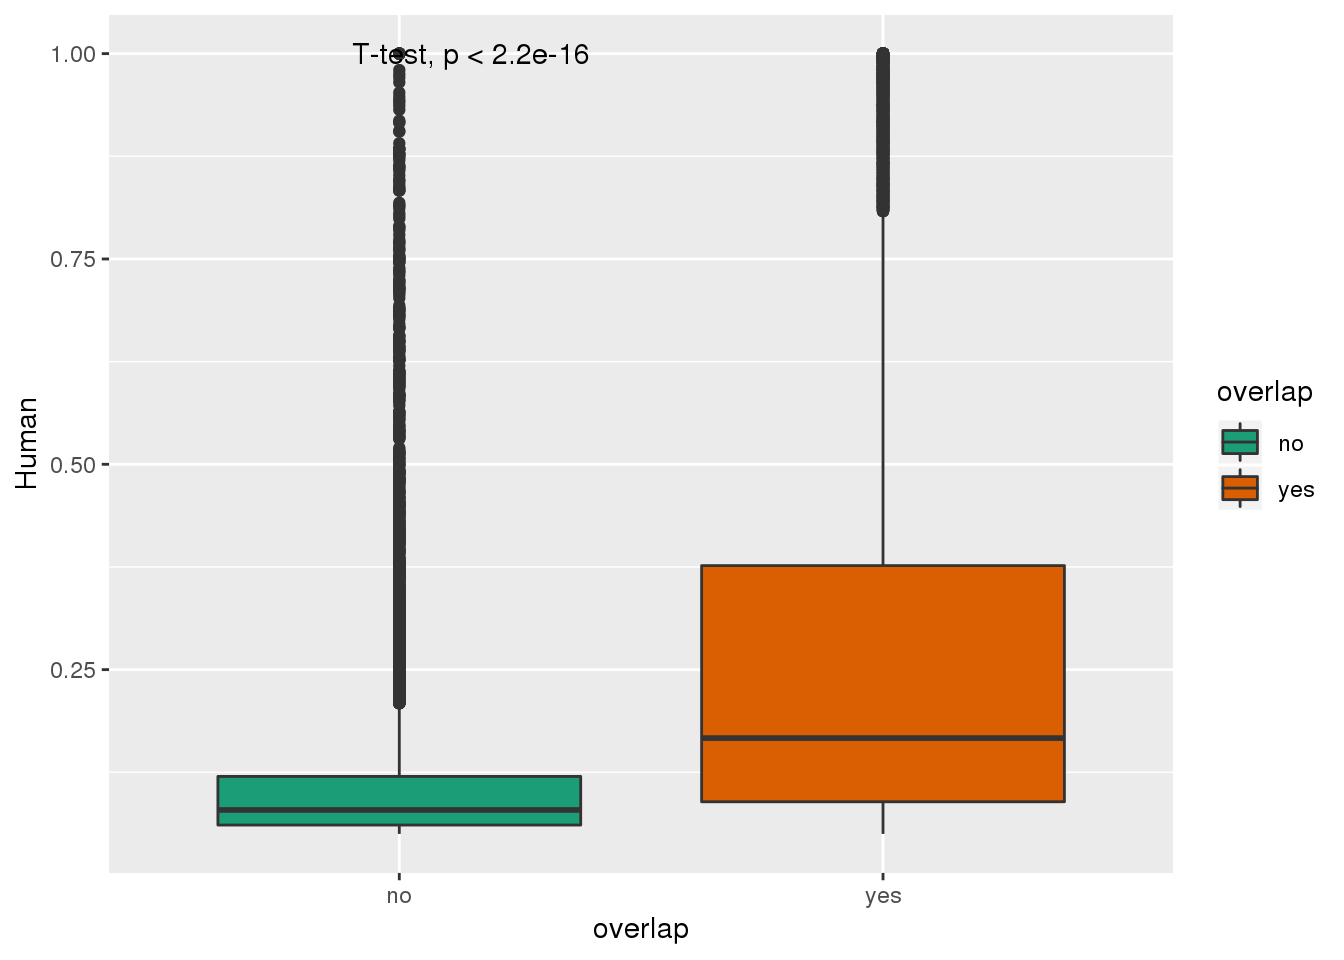 T-test, p < 2.2e-16
1.00
0.75
0.50
0.25
Human
no
yes
overlap
overlap
no
yes